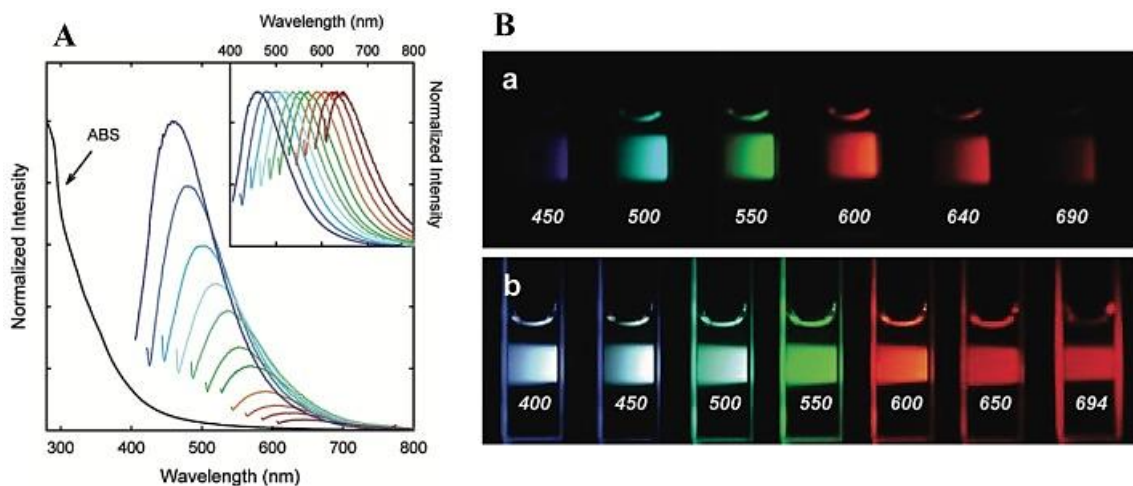 A
Wavelength (nm)
400 500 600 700 800
Normalized Intensity
ABS
Normalized Intensity
300 400 500 600 700 800
Wavelength (nm)
B
a
450 500 550 600 640 690
b
400 450 500 550 600 650 694